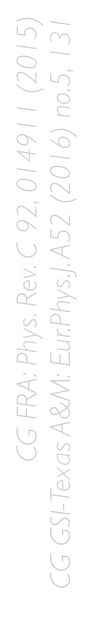 CG FRA: Phys. Rev. C 92, 014911 (2015)
CG GSI-Texas A&M: Eur.Phys.J. A52 (2016) no.5, 131